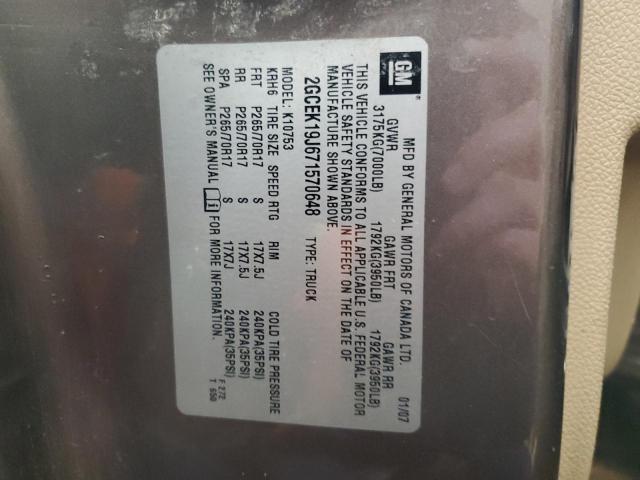 GM
MFD BY GENERAL MOTORS OF CANADA LTD. 01/07
GVWR GAWR FRT GAWR RR
3175KG(7000LB) 1792KG(3950LB) 1792KG(3950LB)
THIS VEHICLE CONFORMS TO ALL APPLICABLE U.S. FEDERAL MOTOR
VEHICLE SAFETY STANDARDS IN EFFECT ON THE DATE OF
MANUFACTURE SHOWN ABOVE.
2GCEK19J671570648 TYPE: TRUCK
MODEL: K10753
KRH6 TIRE SIZE SPEED RTG RIM COLD TIRE PRESSURE
FRT P265/70R17 S 17X7.5J 240KPA(35PSI)
RR P265/70R17 S 17X7.5J 240KPA(35PSI)
SPA P265/70R17 S 17X7J 240KPA(35PSI)
SEE OWNER'S MANUAL FOR MORE INFORMATION.
F 2/2
T 650